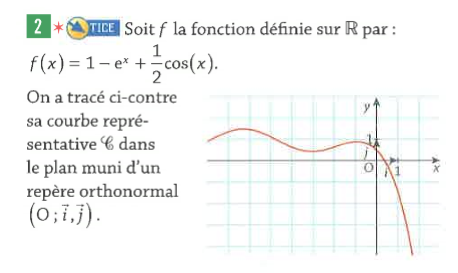 2 * TICE Soit f la fonction définie sur ℝ par :
f(x) = 1 − eˣ + 1/2 cos(x).
On a tracé ci-contre
sa courbe repré-
sentative 𝒞 dans
le plan muni d'un
repère orthonormal
(O ; i⃗, j⃗).
y
1
j⃗
O
i⃗
1
x